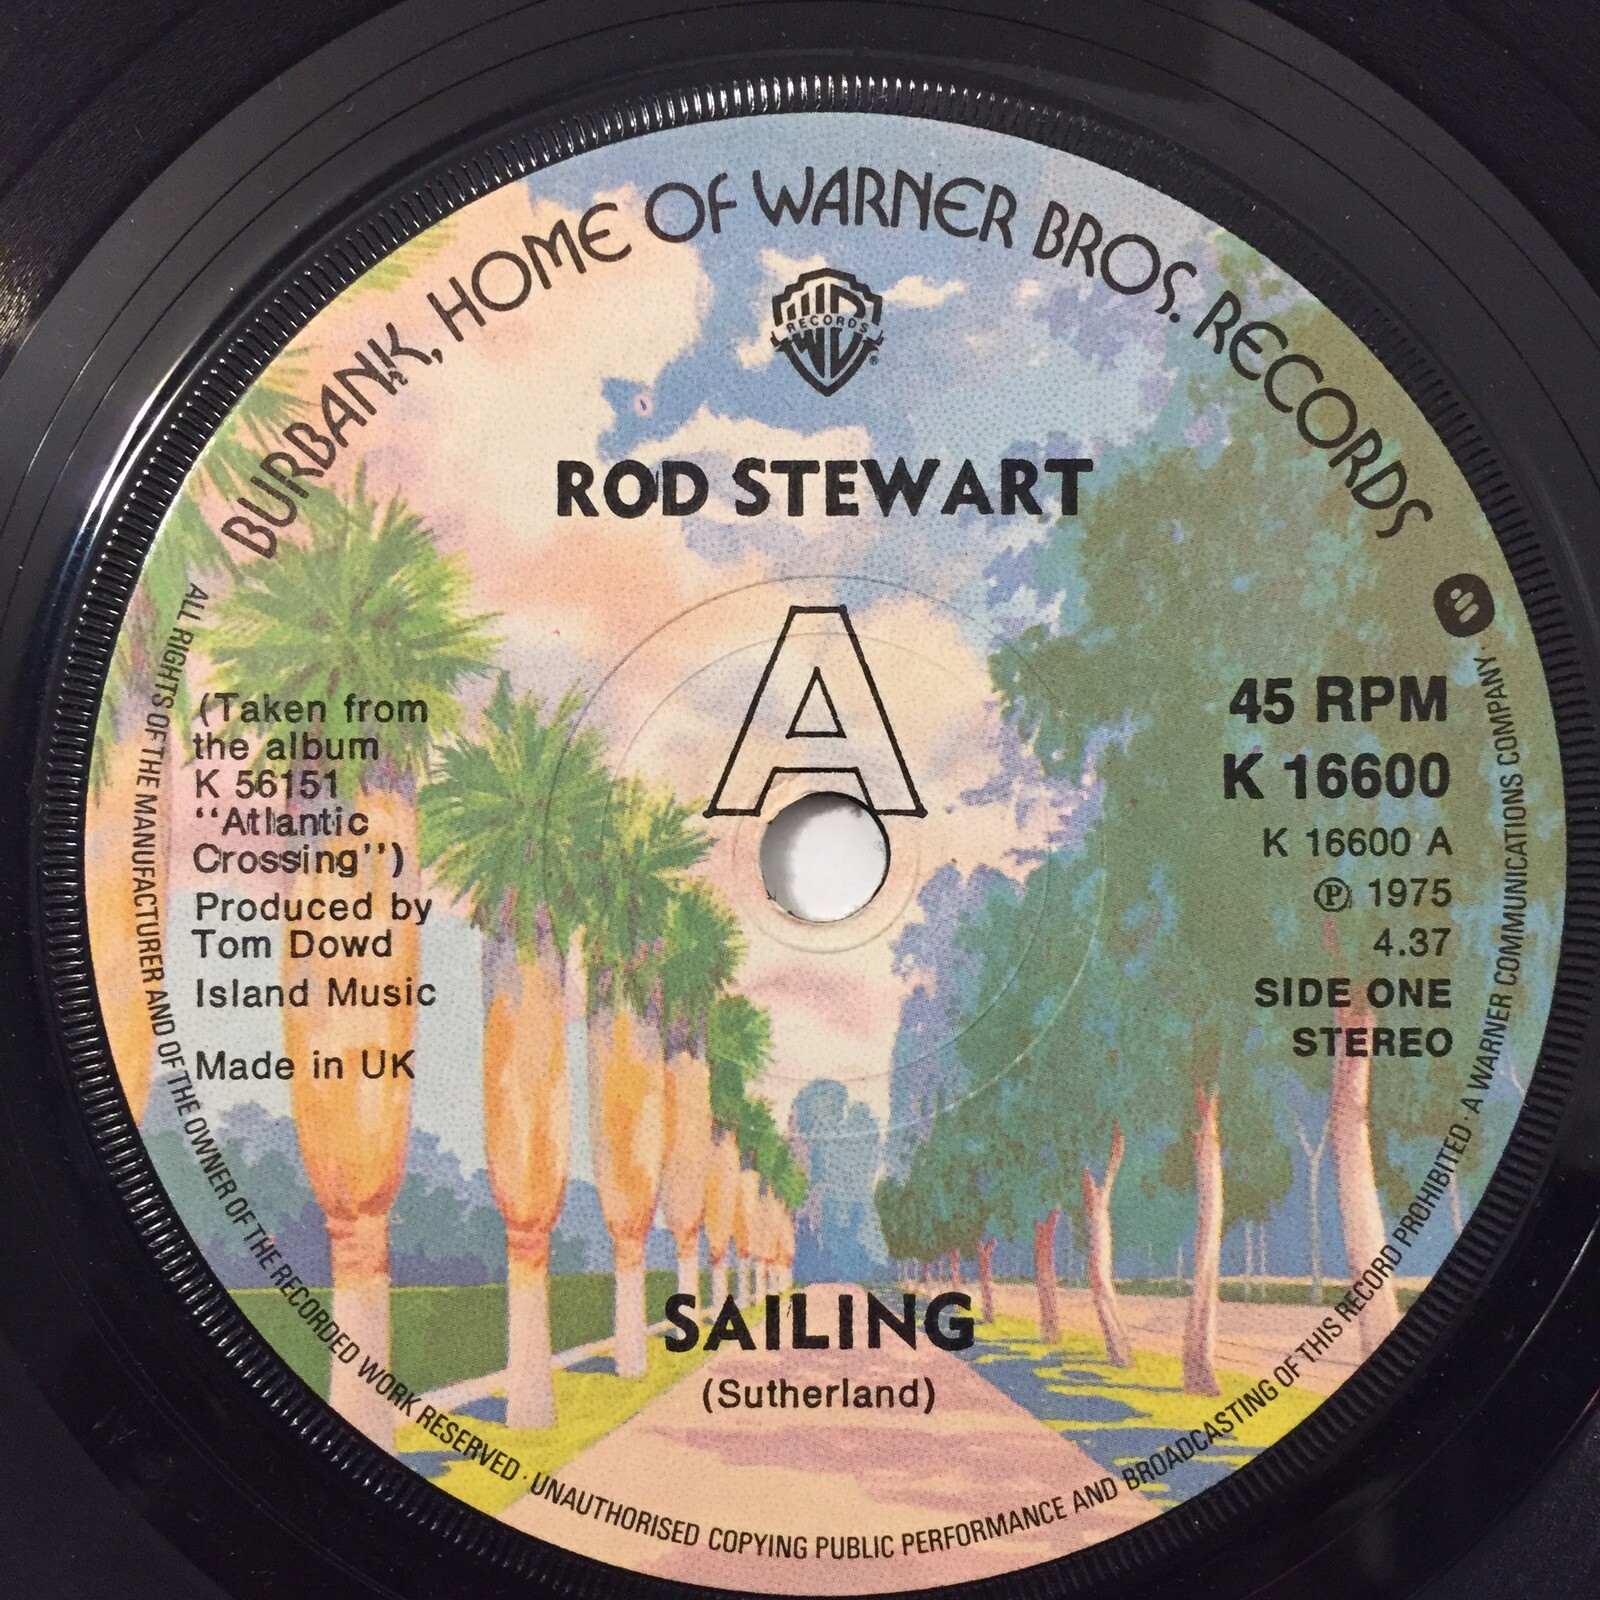 BURBANK, HOME OF WARNER BROS. RECORDS
RECORDS
ROD STEWART
A
(Taken from
the album
K 56151
“Atlantic
Crossing”)
Produced by
Tom Dowd
Island Music
Made in UK
45 RPM
K 16600
K 16600 A
Ⓟ 1975
4.37
SIDE ONE
STEREO
SAILING
(Sutherland)
ALL RIGHTS OF THE MANUFACTURER AND OF THE OWNER OF THE RECORDED WORK RESERVED · UNAUTHORISED COPYING PUBLIC PERFORMANCE AND BROADCASTING OF THIS RECORD PROHIBITED · A WARNER COMMUNICATIONS COMPANY ·